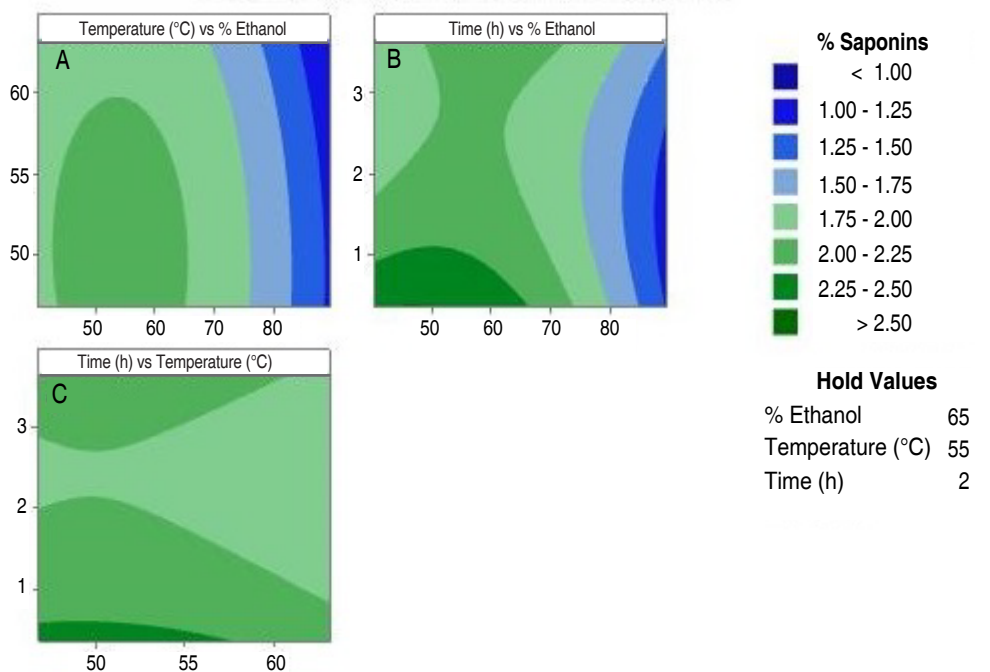 Temperature (°C) vs % Ethanol
A
60
55
50
50 60 70 80
Time (h) vs % Ethanol
B
3
2
1
50 60 70 80
% Saponins
< 1.00
1.00 - 1.25
1.25 - 1.50
1.50 - 1.75
1.75 - 2.00
2.00 - 2.25
2.25 - 2.50
> 2.50
Time (h) vs Temperature (°C)
C
3
2
1
50 55 60
Hold Values
% Ethanol 65
Temperature (°C) 55
Time (h) 2